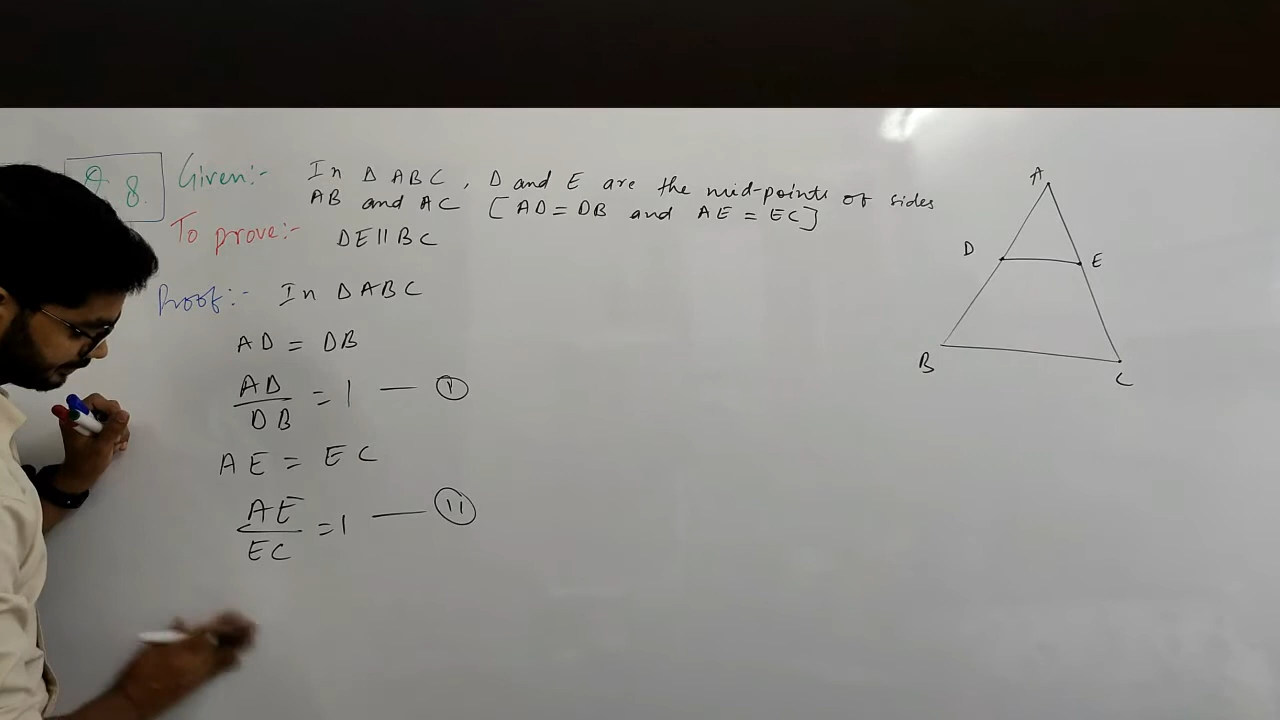 Q. 8.
Given:- In Δ ABC, D and E are the mid-points of sides
AB and AC [AD = DB and AE = EC]
To prove:- DE||BC
Proof:- In ΔABC
AD = DB
AD/DB = 1 — (I)
AE = EC
AE/EC = 1 — (II)
A
D
E
B
C